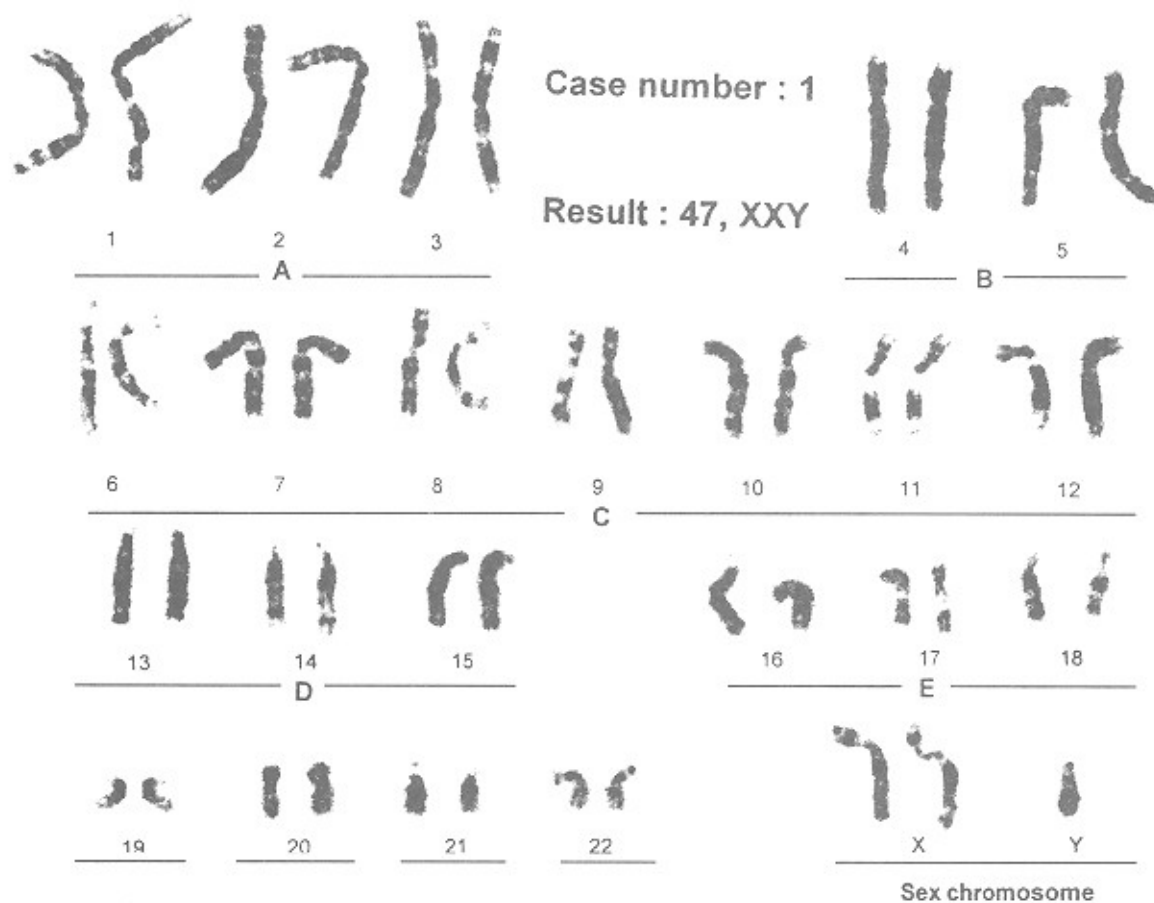 Case number : 1
Result : 47, XXY
1 2 3 4 5
A B
6 7 8 9 10 11 12
C
13 14 15 16 17 18
D E
19 20 21 22 X Y
Sex chromosome